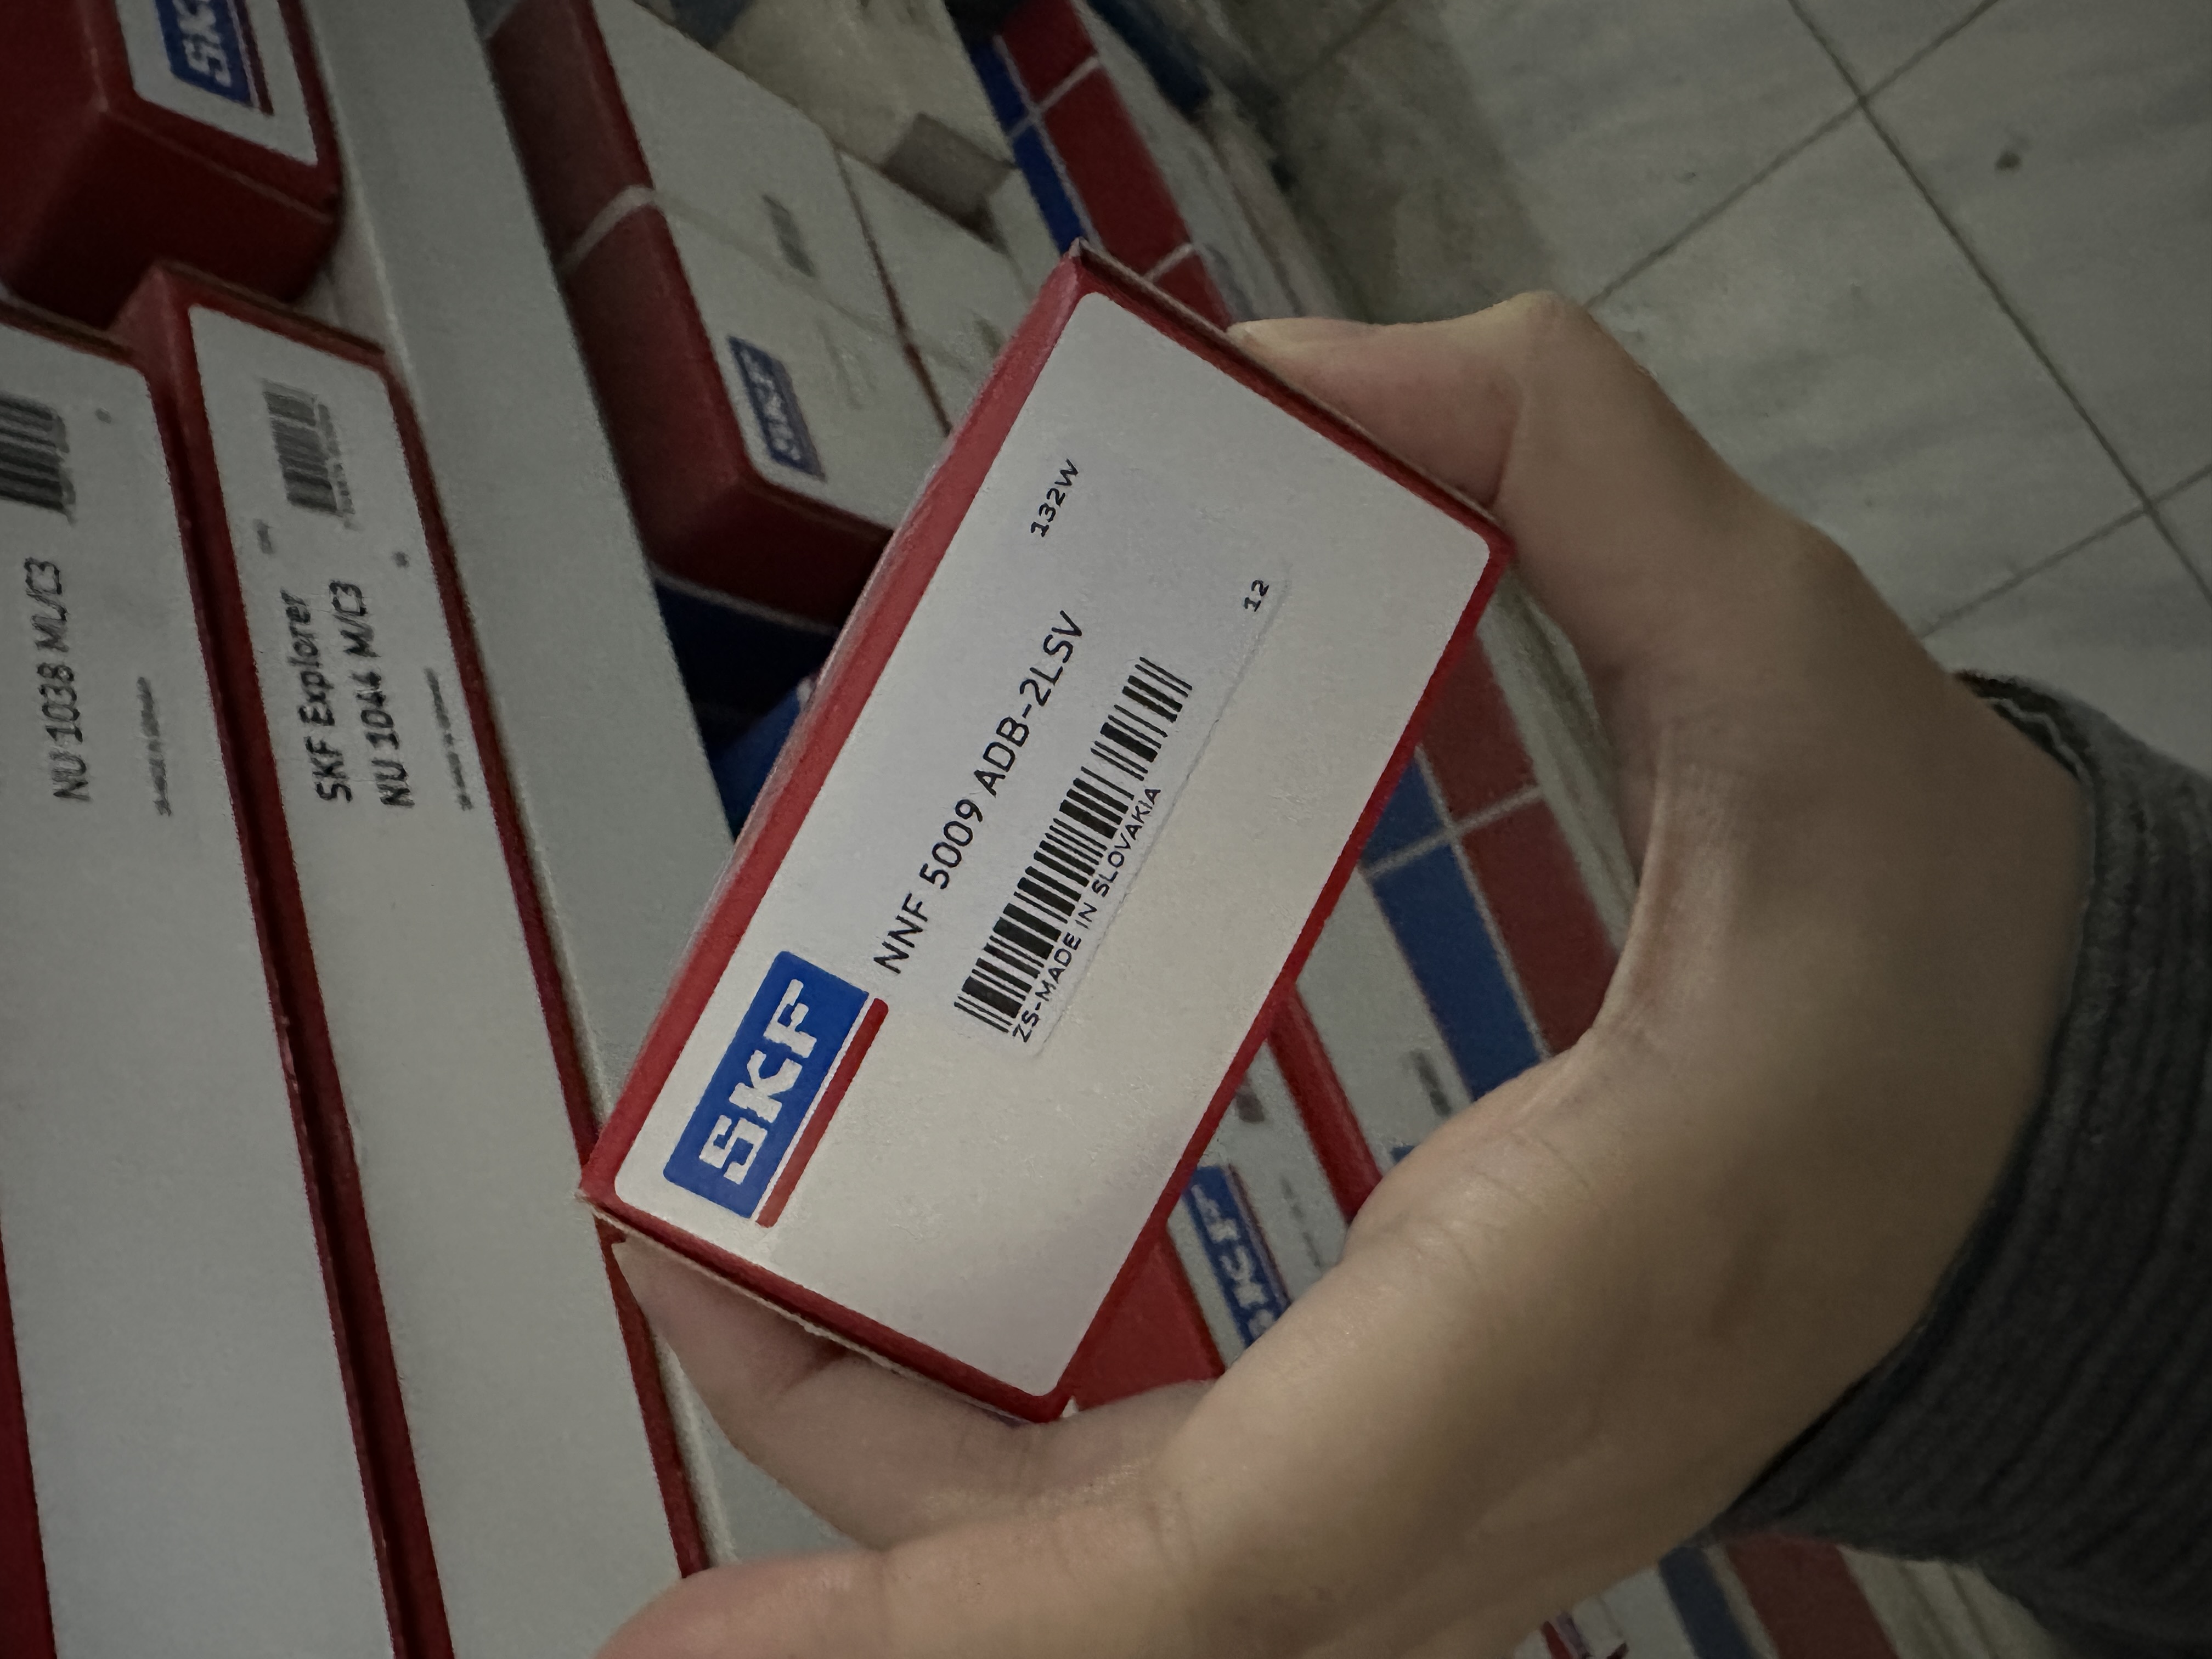 SKF
NNF 5009 ADB-2LSV
132W
ZS-MADE IN SLOVAKIA
12
NU 1038 ML/C3
SKF Explorer
NU 1044 M/C3
SKF
SKF
SKF